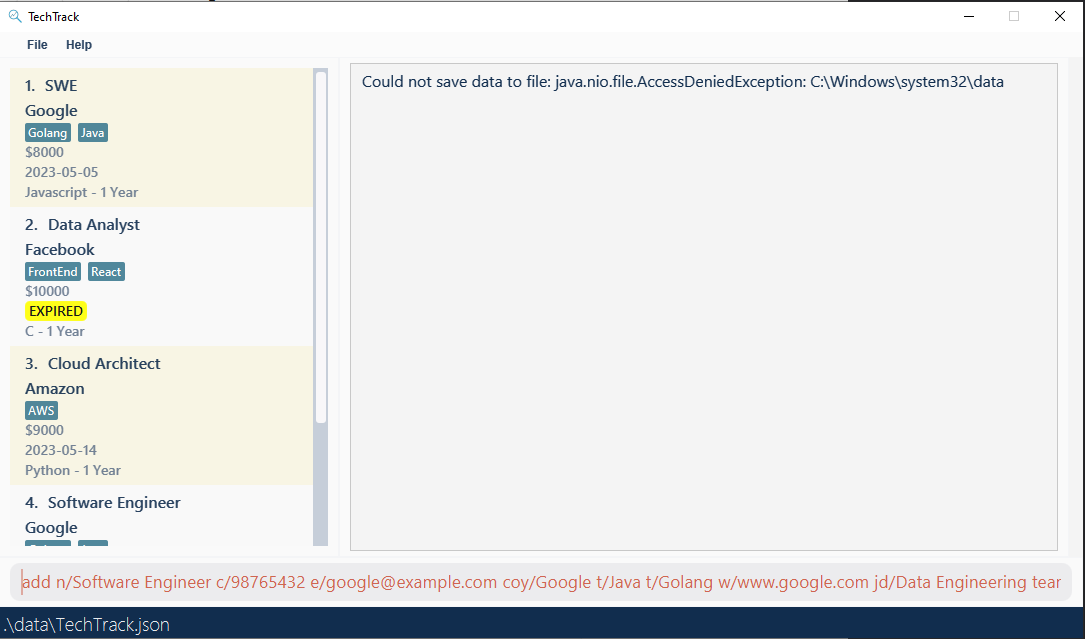 TechTrack
File Help
1. SWE
Google
Golang Java
$8000
2023-05-05
Javascript - 1 Year
2. Data Analyst
Facebook
FrontEnd React
$10000
EXPIRED
C - 1 Year
3. Cloud Architect
Amazon
AWS
$9000
2023-05-14
Python - 1 Year
4. Software Engineer
Google
Could not save data to file: java.nio.file.AccessDeniedException: C:\Windows\system32\data
add n/Software Engineer c/98765432 e/google@example.com coy/Google t/Java t/Golang w/www.google.com jd/Data Engineering tear
.\data\TechTrack.json